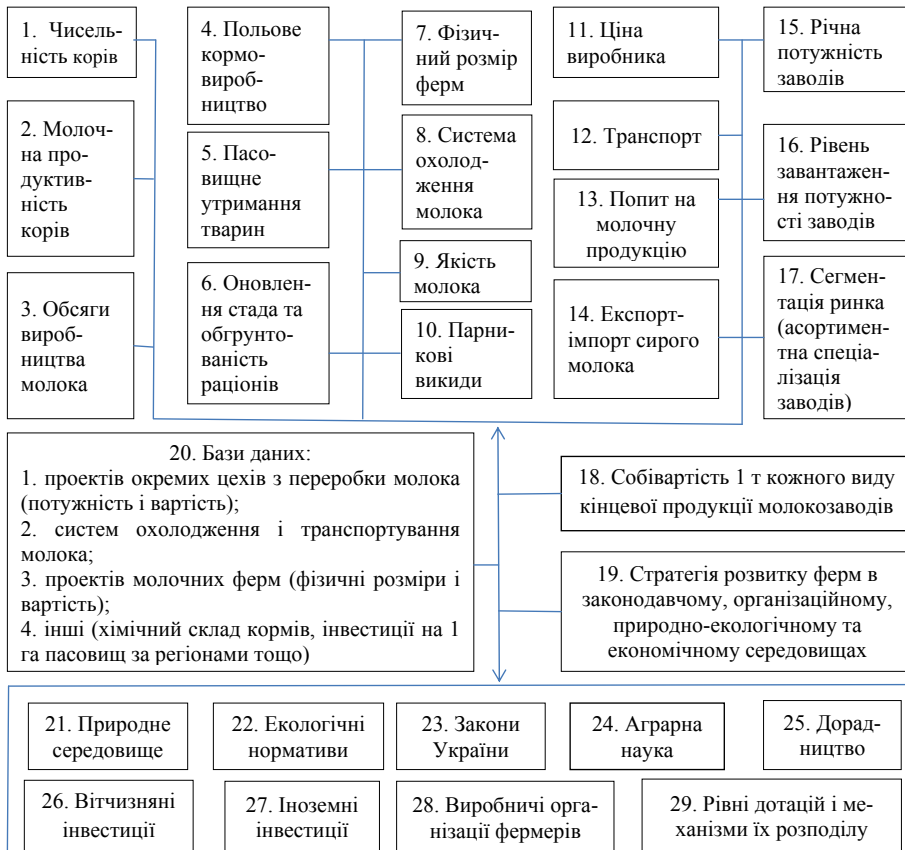 1. Чисель-
ність корів
2. Молоч-
на про-
дуктив-
ність
корів
3. Обсяги
вироб-
ництва
молока
4. Польове
кормо-
вироб-
ництво
5. Пасо-
вищне
утримання
тварин
6. Оновлен-
ня стада та
обгрунто-
ваність
раціонів
7. Фізич-
ний розмір
ферм
8. Система
охолод-
ження
молока
9. Якість
молока
10. Парни-
кові
викиди
11. Ціна
виробника
12. Транспорт
13. Попит на
молочну
продукцію
14. Експорт-
імпорт сирого
молока
15. Річна
потужність
заводів
16. Рівень
завантажен-
ня потужно-
сті заводів
17. Сегмен-
тація ринка
(асортимен-
тна спеціа-
лізація
заводів)
20. Бази даних:
1. проектів окремих цехів з переробки молока
(потужність і вартість);
2. систем охолодження і транспортування
молока;
3. проектів молочних ферм (фізичні розміри і
вартість);
4. інші (хімічний склад кормів, інвестиції на 1
га пасовищ за регіонами тощо)
18. Собівартість 1 т кожного виду
кінцевої продукції молокозаводів
19. Стратегія розвитку ферм в
законодавчому, організаційному,
природно-екологічному та
економічному середовищах
21. Природне
середовище
22. Екологічні
нормативи
23. Закони
України
24. Аграрна
наука
25. Дорад-
ництво
26. Вітчизняні
інвестиції
27. Іноземні
інвестиції
28. Виробничі орга-
нізації фермерів
29. Рівні дотацій і ме-
ханізми їх розподілу